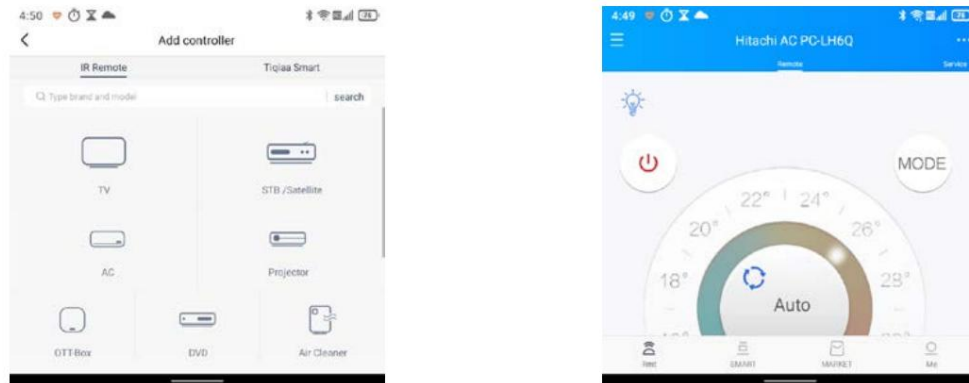 4:50
76
Add controller
IR Remote
Tiqiaa Smart
Type brand and model
search
TV
STB /Satellite
AC
Projector
OTT-Box
DVD
Air Cleaner
4:49
76
Hitachi AC PC-LH6Q
Remote
Service
MODE
22° 24°
20° 26°
18° 28°
Auto
SMART
MARKET
Me